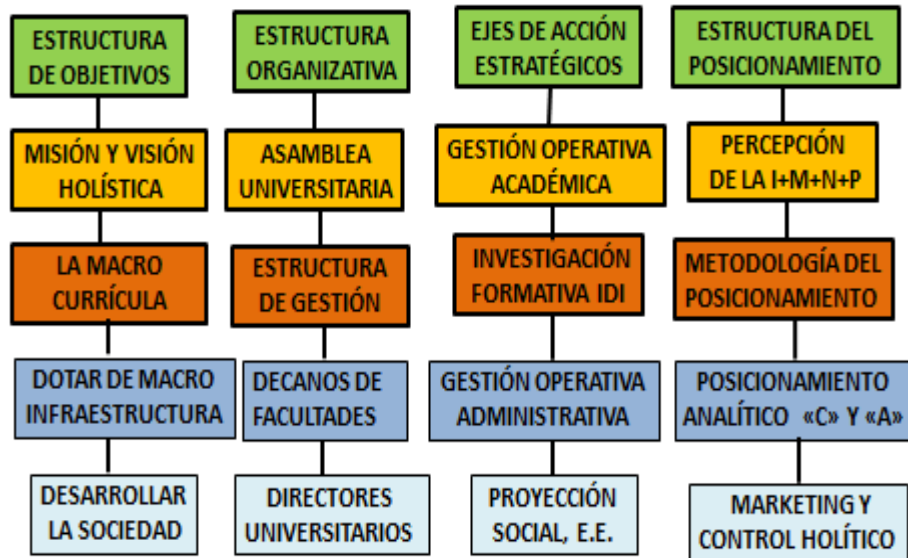 ESTRUCTURA
DE OBJETIVOS
ESTRUCTURA
ORGANIZATIVA
EJES DE ACCIÓN
ESTRATÉGICOS
ESTRUCTURA DEL
POSICIONAMIENTO
MISIÓN Y VISIÓN
HOLÍSTICA
ASAMBLEA
UNIVERSITARIA
GESTIÓN OPERATIVA
ACADÉMICA
PERCEPCIÓN
DE LA I+M+N+P
LA MACRO
CURRÍCULA
ESTRUCTURA
DE GESTIÓN
INVESTIGACIÓN
FORMATIVA IDI
METODOLOGÍA DEL
POSICIONAMIENTO
DOTAR DE MACRO
INFRAESTRUCTURA
DECANOS DE
FACULTADES
GESTIÓN OPERATIVA
ADMINISTRATIVA
POSICIONAMIENTO
ANALÍTICO «C» Y «A»
DESARROLLAR
LA SOCIEDAD
DIRECTORES
UNIVERSITARIOS
PROYECCIÓN
SOCIAL, E.E.
MARKETING Y
CONTROL HOLÍTICO